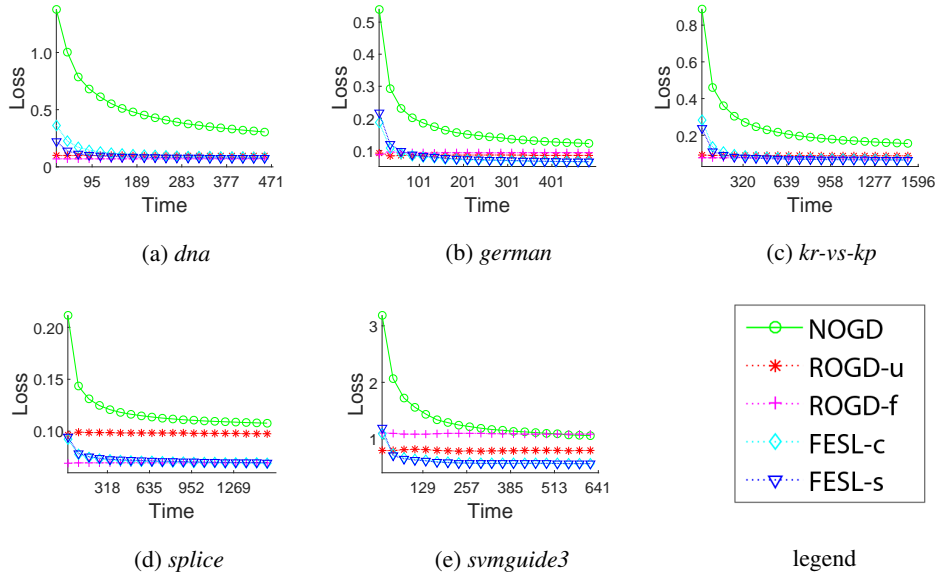 Loss
1.0
0.5
0
95 189 283 377 471
Time
(a) dna
Loss
0.5
0.4
0.3
0.2
0.1
101 201 301 401
Time
(b) german
Loss
0.8
0.6
0.4
0.2
320 639 958 1277 1596
Time
(c) kr-vs-kp
Loss
0.20
0.15
0.10
318 635 952 1269
Time
(d) splice
Loss
3
2
1
129 257 385 513 641
Time
(e) svmguide3
NOGD
ROGD-u
ROGD-f
FESL-c
FESL-s
legend